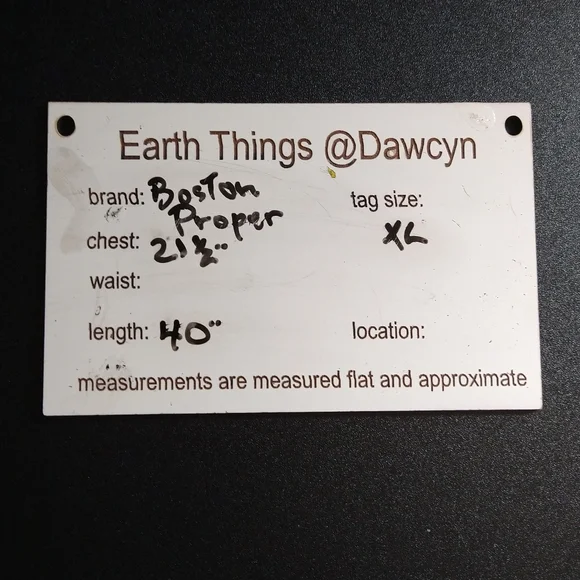 Earth Things @Dawcyn
brand: Boston Proper
tag size: XL
chest: 21½"
waist:
length: 40"
location:
measurements are measured flat and approximate